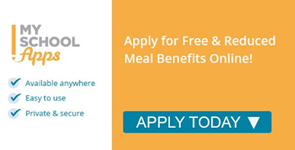 MY
SCHOOL
Apps
Available anywhere
Easy to use
Private & secure
Apply for Free & Reduced
Meal Benefits Online!
APPLY TODAY ▼